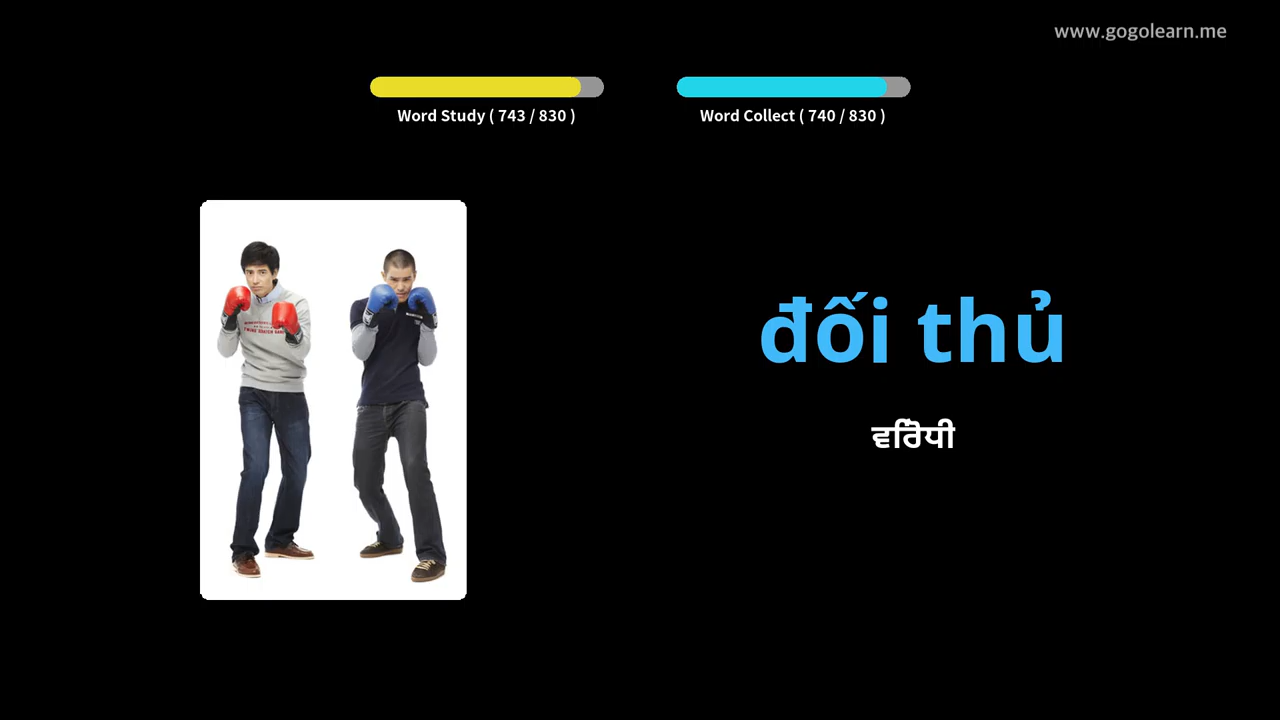 www.gogolearn.me
Word Study ( 743 / 830 )
Word Collect ( 740 / 830 )
đối thủ
ਵਿਰੋਧੀ